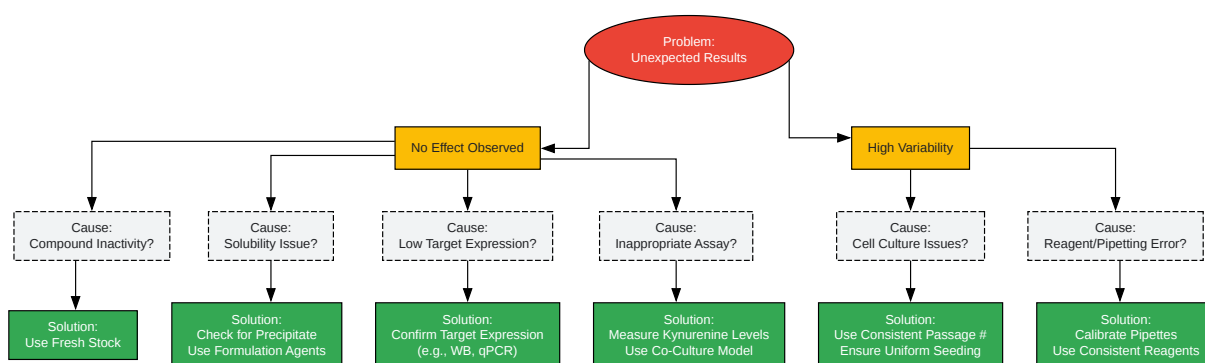 Problem:
Unexpected Results
No Effect Observed
High Variability
Cause:
Compound Inactivity?
Cause:
Solubility Issue?
Cause:
Low Target Expression?
Cause:
Inappropriate Assay?
Cause:
Cell Culture Issues?
Cause:
Reagent/Pipetting Error?
Solution:
Use Fresh Stock
Solution:
Check for Precipitate
Use Formulation Agents
Solution:
Confirm Target Expression
(e.g., WB, qPCR)
Solution:
Measure Kynurenine Levels
Use Co-Culture Model
Solution:
Use Consistent Passage #
Ensure Uniform Seeding
Solution:
Calibrate Pipettes
Use Consistent Reagents